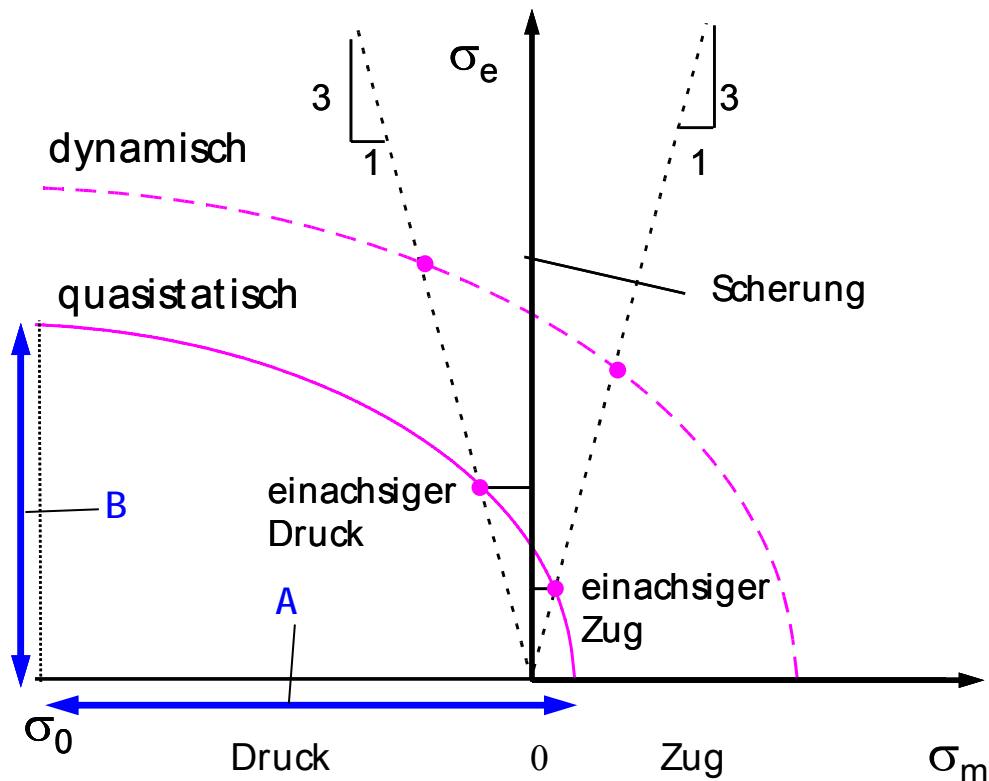 σe
3
3
1
1
dynamisch
quasistatisch
Scherung
B
einachsiger
Druck
einachsiger
Zug
A
σ0
Druck
0
Zug
σm